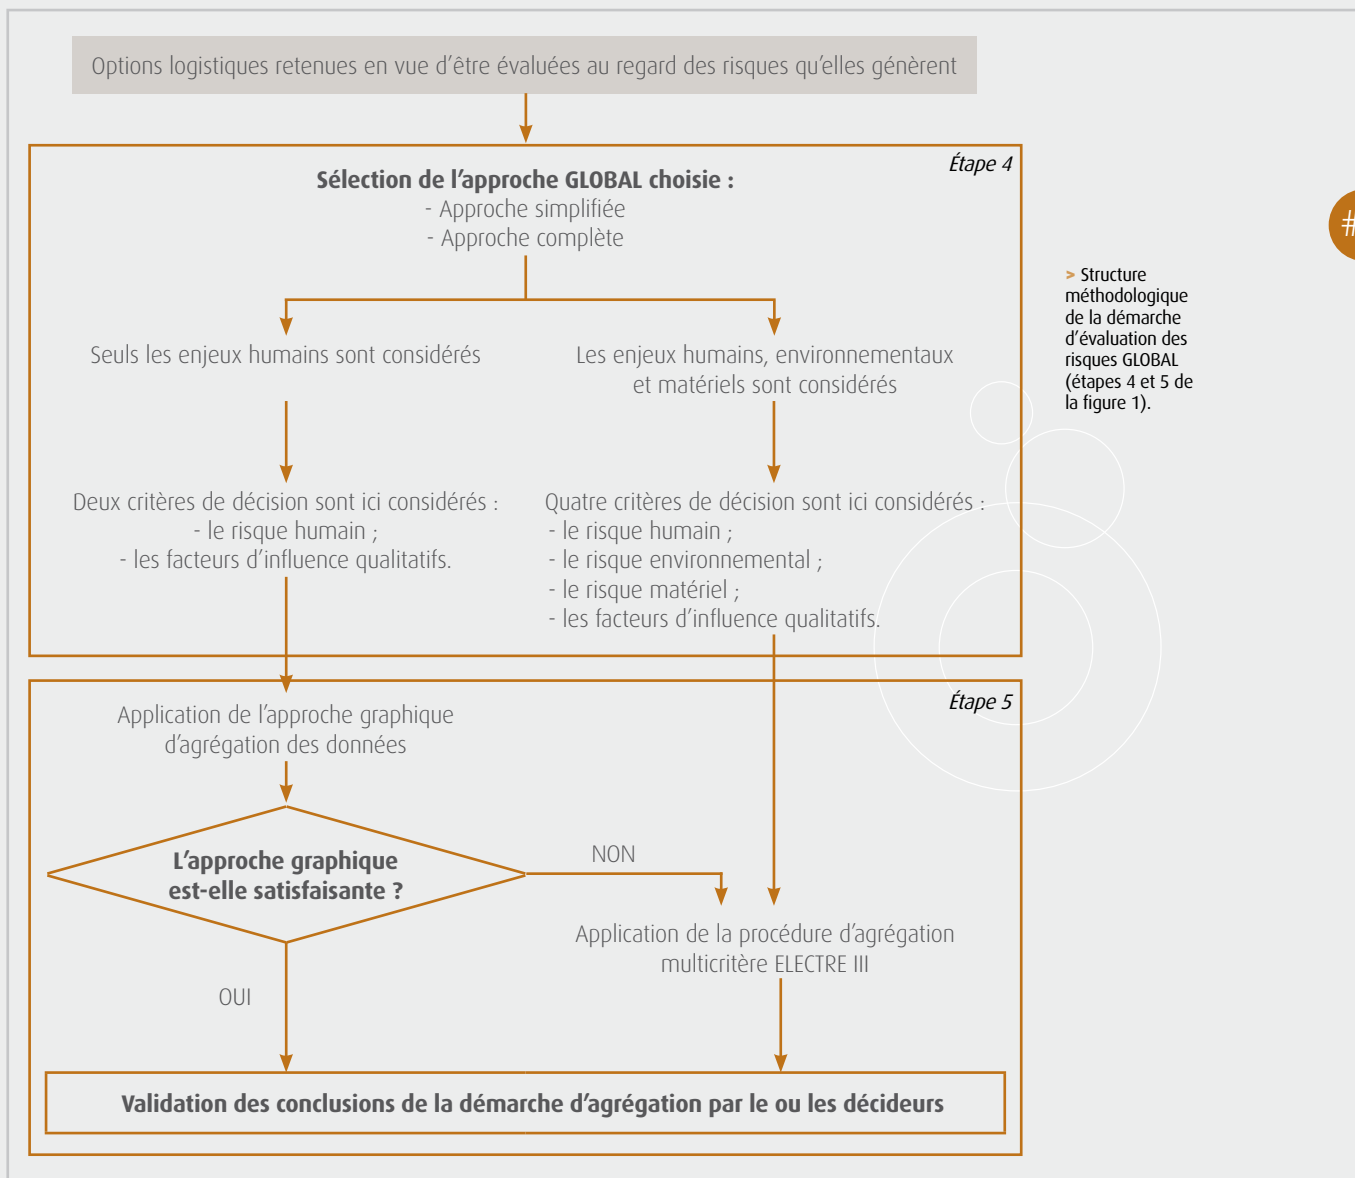 Options logistiques retenues en vue d'être évaluées au regard des risques qu'elles génèrent
Étape 4
Sélection de l'approche GLOBAL choisie :
- Approche simplifiée
- Approche complète
Seuls les enjeux humains sont considérés
Les enjeux humains, environnementaux
et matériels sont considérés
Deux critères de décision sont ici considérés :
- le risque humain ;
- les facteurs d'influence qualitatifs.
Quatre critères de décision sont ici considérés :
- le risque humain ;
- le risque environnemental ;
- le risque matériel ;
- les facteurs d'influence qualitatifs.
Étape 5
Application de l'approche graphique
d'agrégation des données
L'approche graphique
est-elle satisfaisante ?
NON
Application de la procédure d'agrégation
multicritère ELECTRE III
OUI
Validation des conclusions de la démarche d'agrégation par le ou les décideurs
> Structure
méthodologique
de la démarche
d'évaluation des
risques GLOBAL
(étapes 4 et 5 de
la figure 1).
#